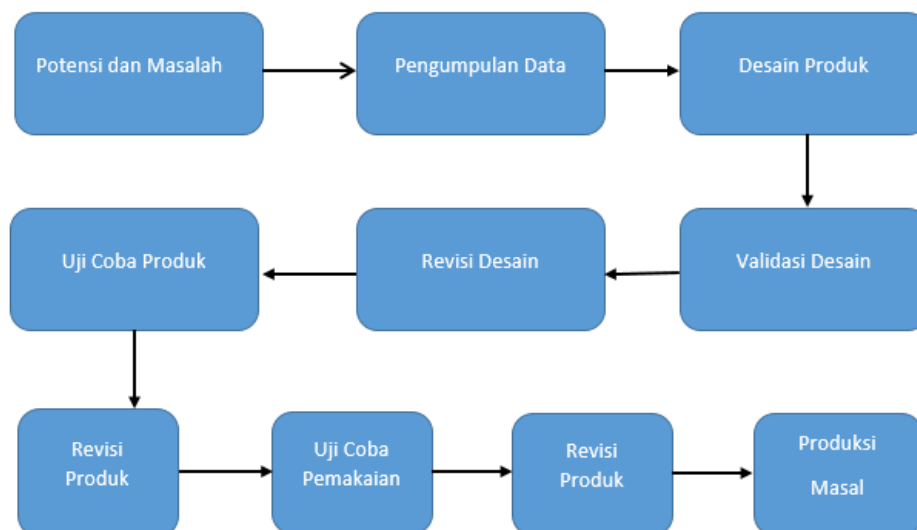 Potensi dan Masalah
Pengumpulan Data
Desain Produk
Validasi Desain
Revisi Desain
Uji Coba Produk
Revisi
Produk
Uji Coba
Pemakaian
Revisi
Produk
Produksi
Masal